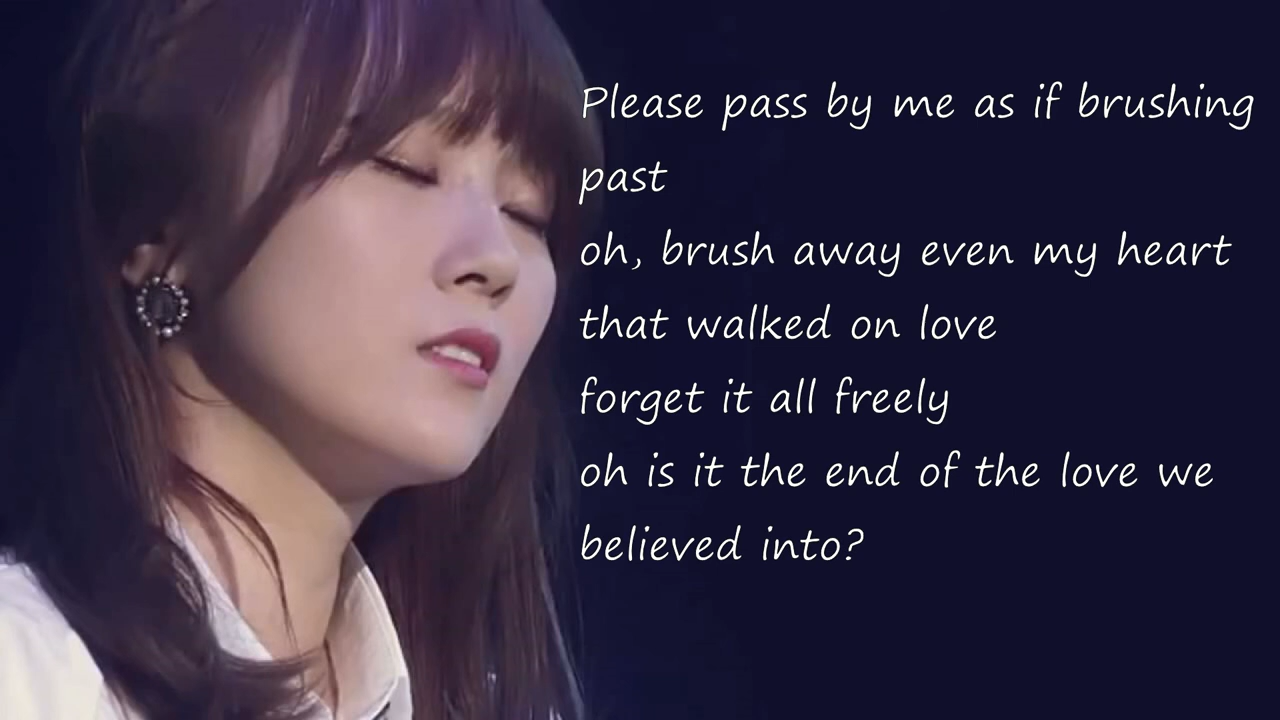 Please pass by me as if brushing
past
oh, brush away even my heart
that walked on love
forget it all freely
oh is it the end of the love we
believed into?